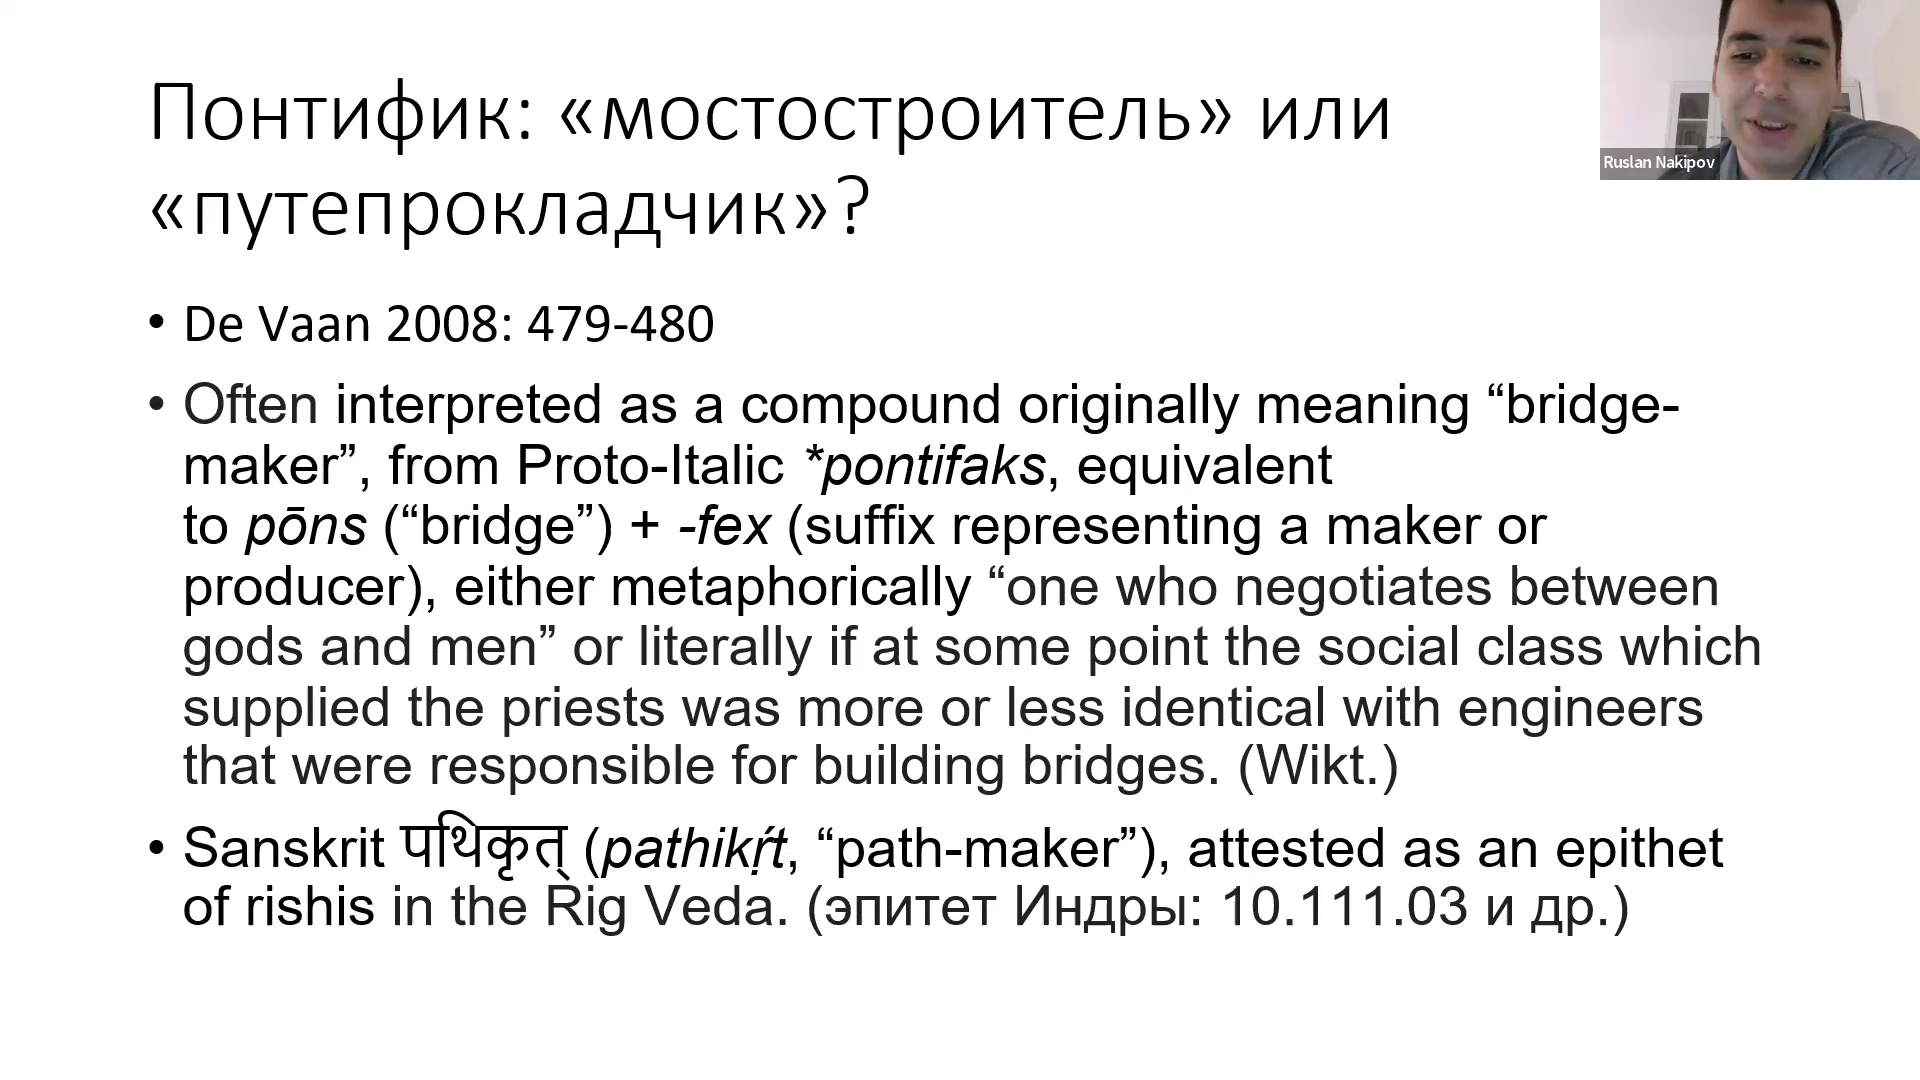 Понтифик: «мостостроитель» или
«путепрокладчик»?
Ruslan Nakipov
• De Vaan 2008: 479-480
• Often interpreted as a compound originally meaning “bridge-
maker”, from Proto-Italic *pontifaks, equivalent
to pōns (“bridge”) + -fex (suffix representing a maker or
producer), either metaphorically “one who negotiates between
gods and men” or literally if at some point the social class which
supplied the priests was more or less identical with engineers
that were responsible for building bridges. (Wikt.)
• Sanskrit पथिकृत् (pathikṛ́t, “path-maker”), attested as an epithet
of rishis in the Rig Veda. (эпитет Индры: 10.111.03 и др.)